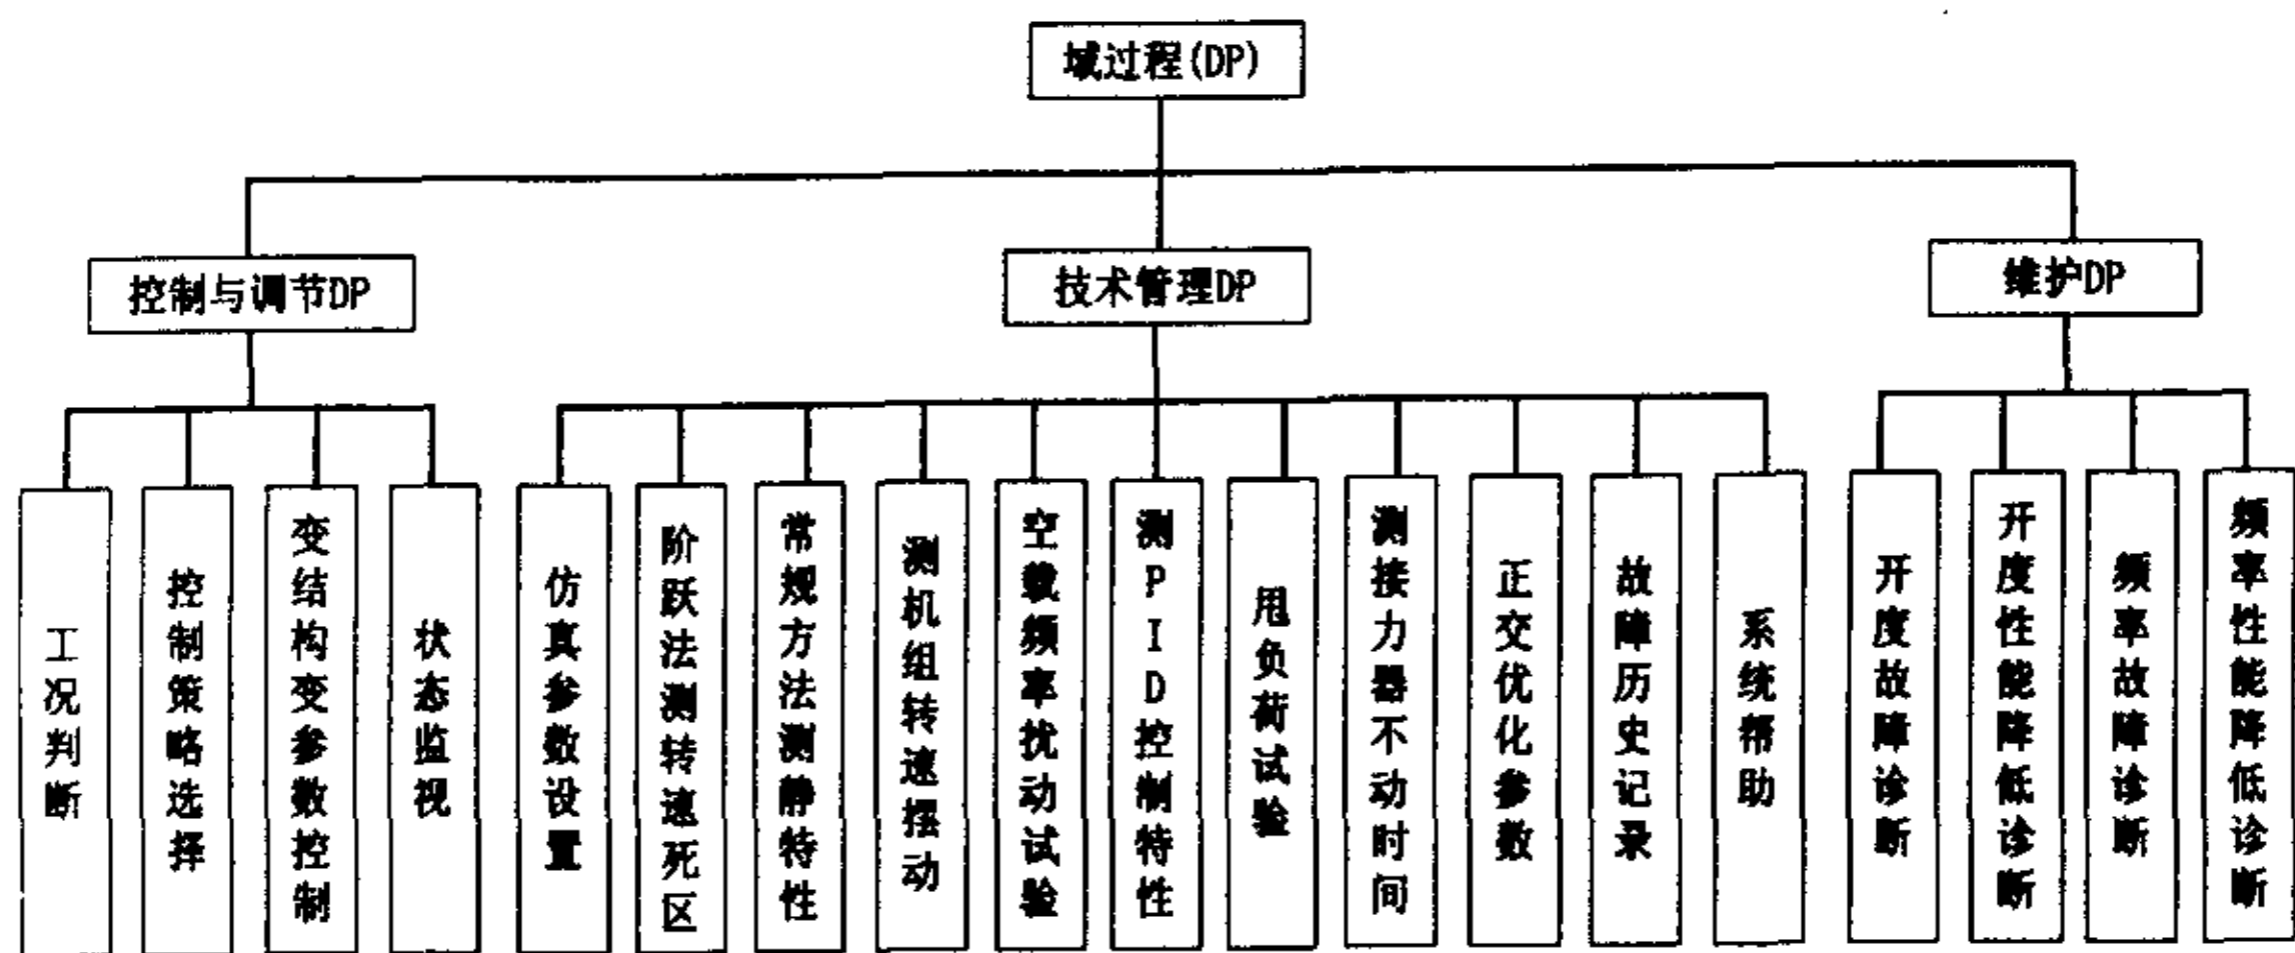 域过程(DP)
控制与调节DP
技术管理DP
维护DP
工况判断
控制策略选择
变结构变参数控制
状态监视
仿真参数设置
阶跃法测转速死区
常规方法测静特性
测机组转速摆动
空载频率扰动试验
测PID控制特性
甩负荷试验
测接力器不动时间
正交优化参数
故障历史记录
系统帮助
开度故障诊断
开度性能降低诊断
频率故障诊断
频率性能降低诊断